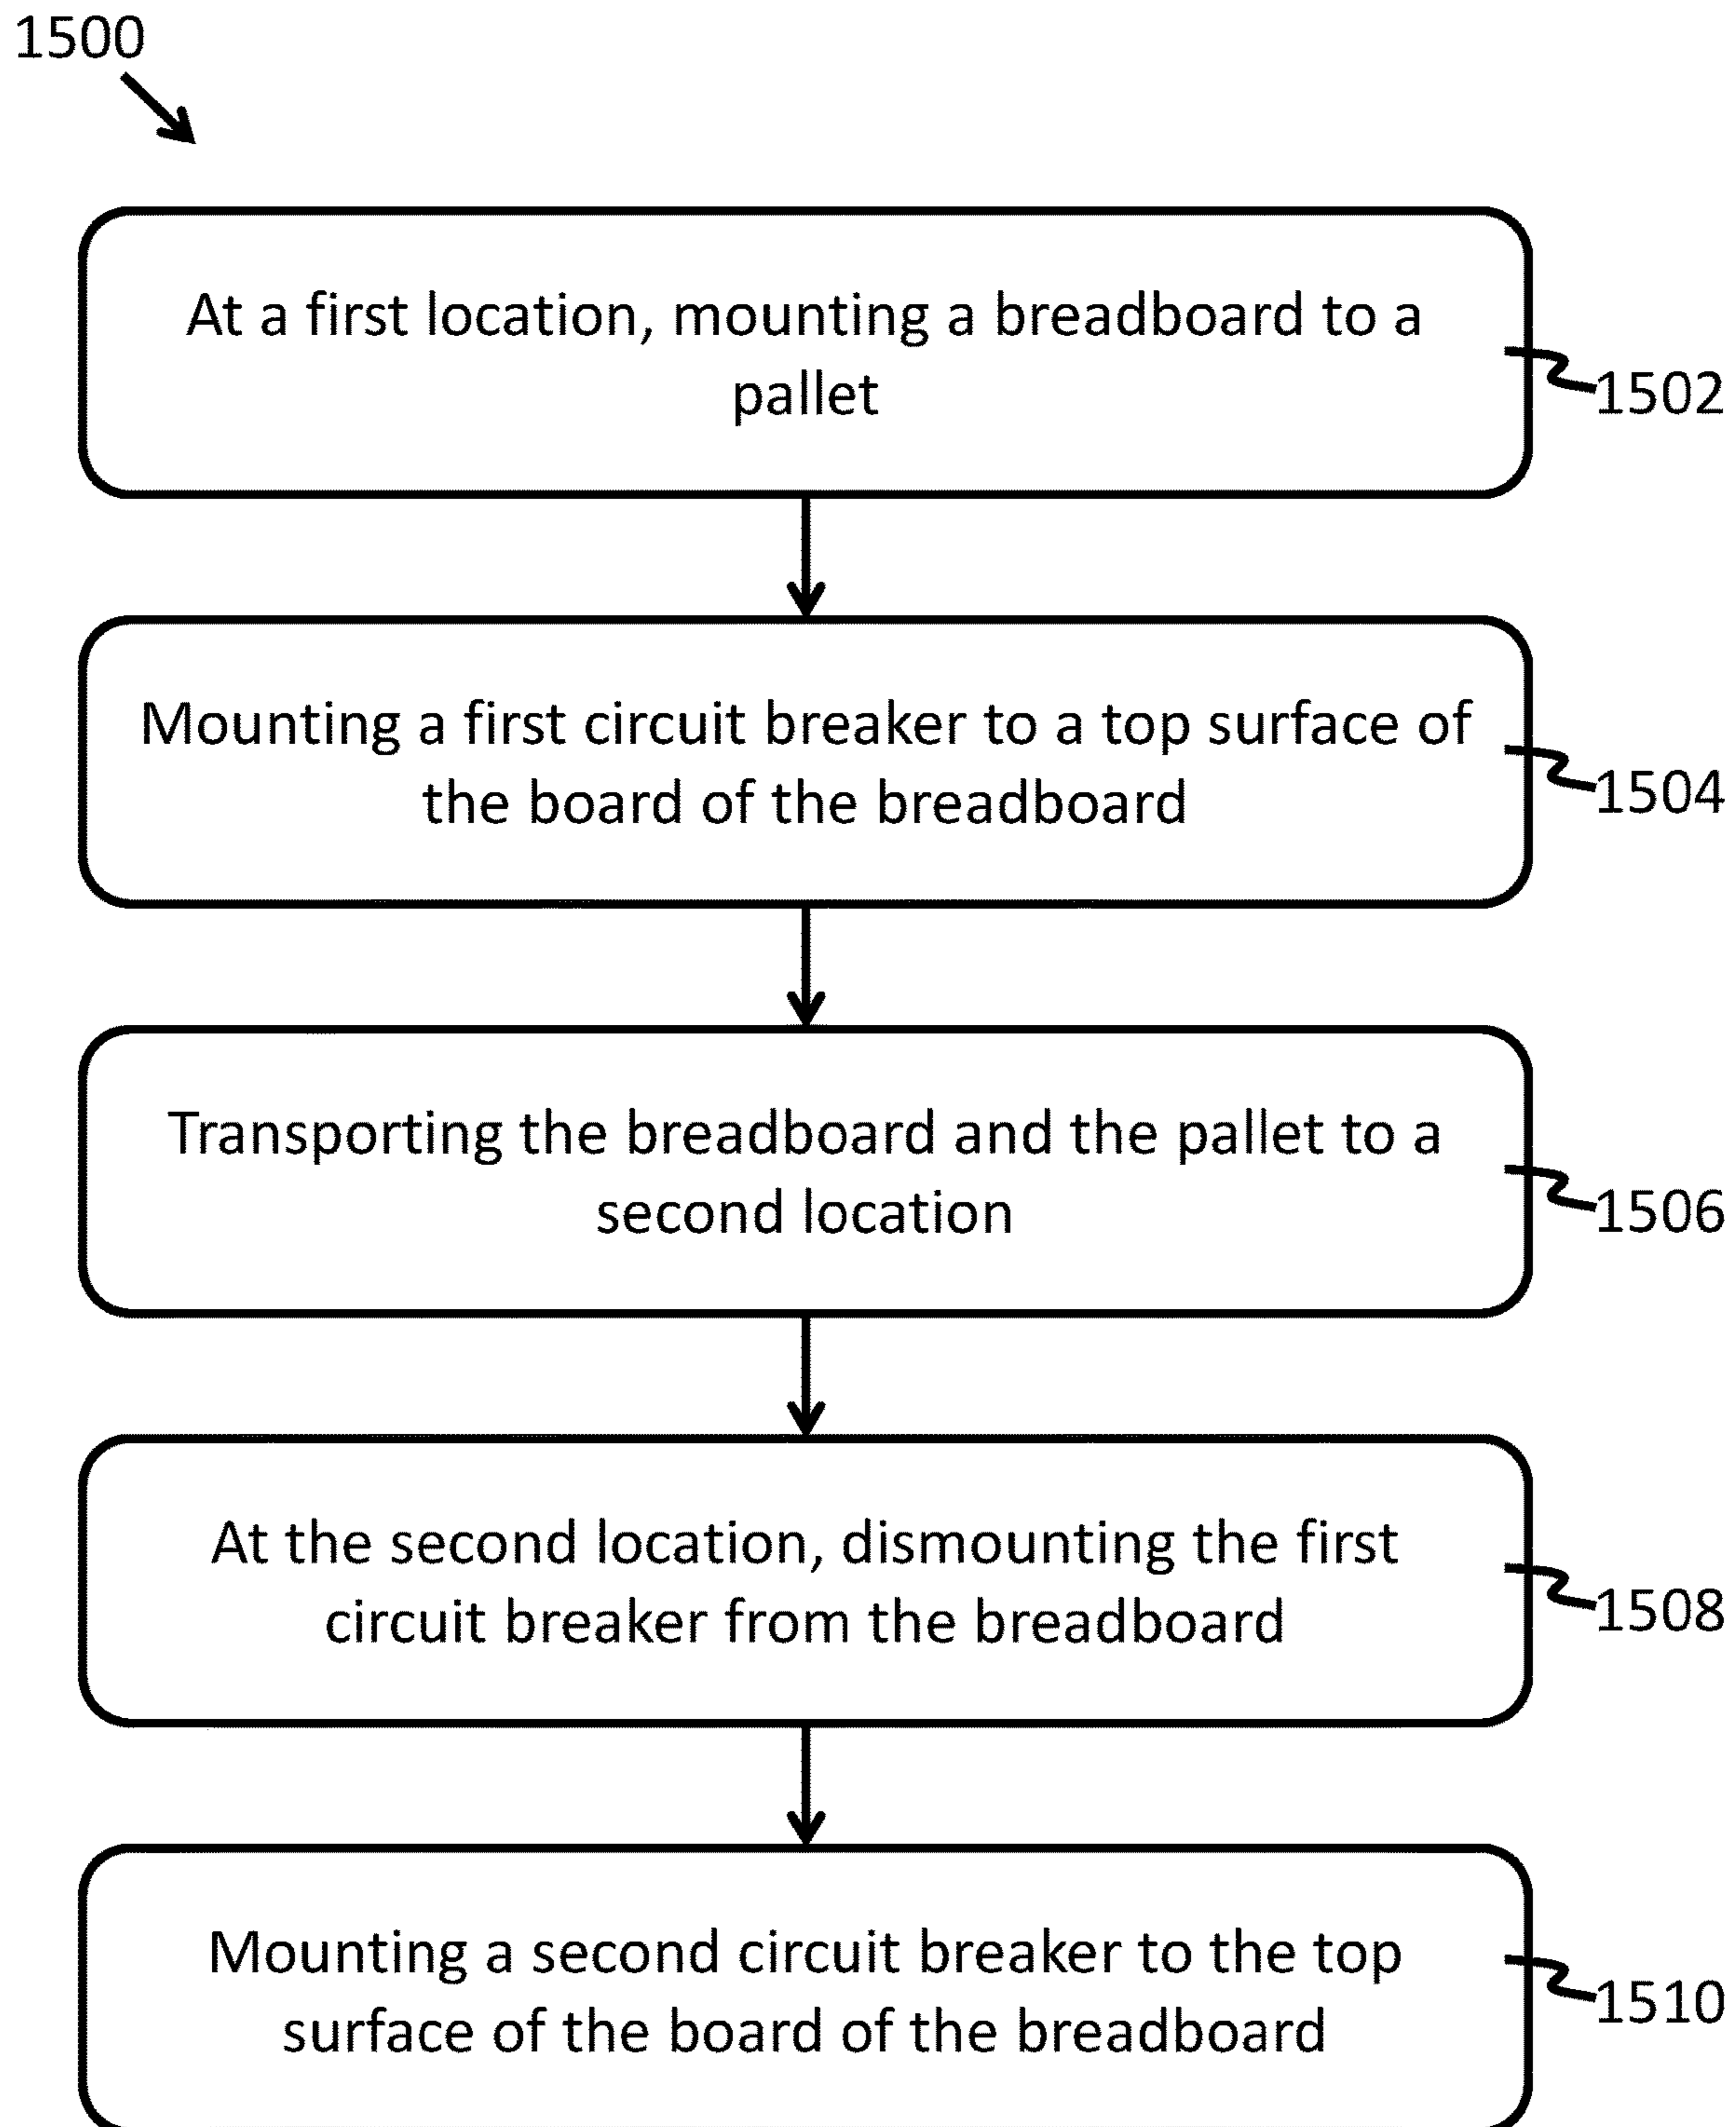 1500
At a first location, mounting a breadboard to a
pallet
1502
Mounting a first circuit breaker to a top surface of
the board of the breadboard
1504
Transporting the breadboard and the pallet to a
second location
1506
At the second location, dismounting the first
circuit breaker from the breadboard
1508
Mounting a second circuit breaker to the top
surface of the board of the breadboard
1510